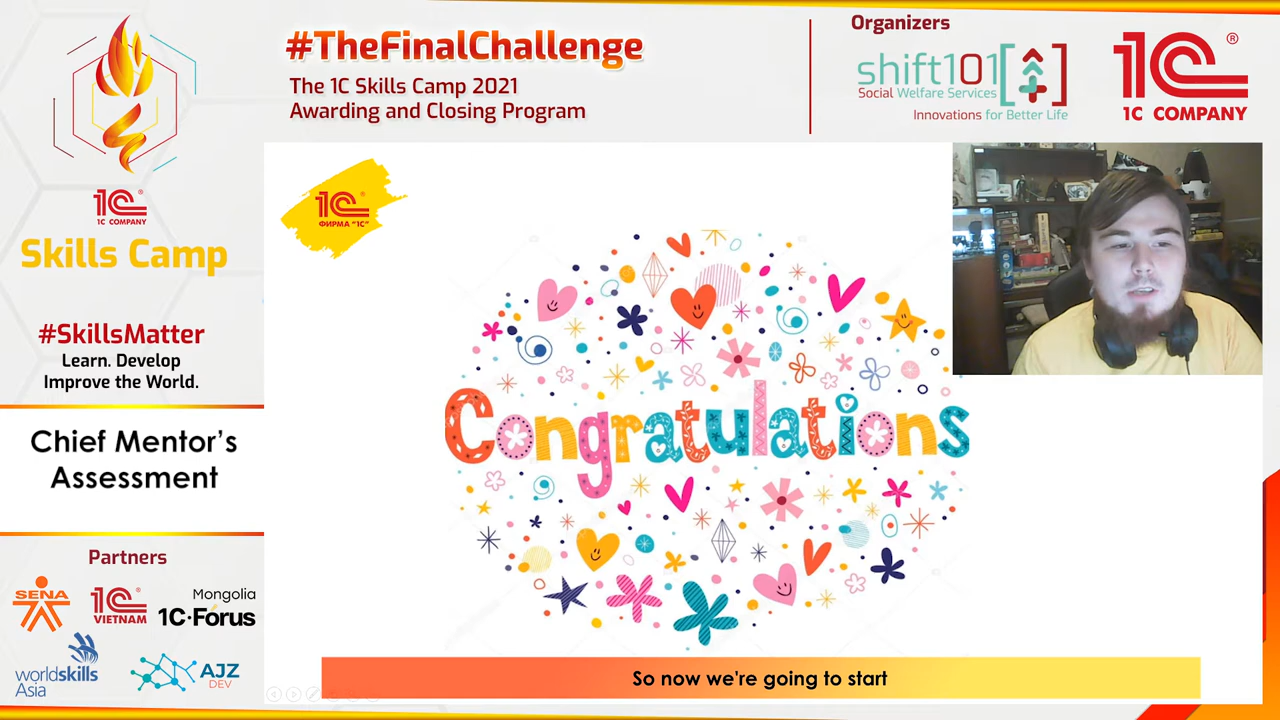 #TheFinalChallenge
The 1C Skills Camp 2021
Awarding and Closing Program
Organizers
shift101
Social Welfare Services
Innovations for Better Life
1C ®
1C COMPANY
1C ®
1C COMPANY
Skills Camp
#SkillsMatter
Learn. Develop
Improve the World.
Chief Mentor's
Assessment
Partners
SENA
1C
VIETNAM
Mongolia
1C·Forus
worldskills
Asia
AJZ
DEV
1C
ФИРМА "1С"
Congratulations
So now we're going to start